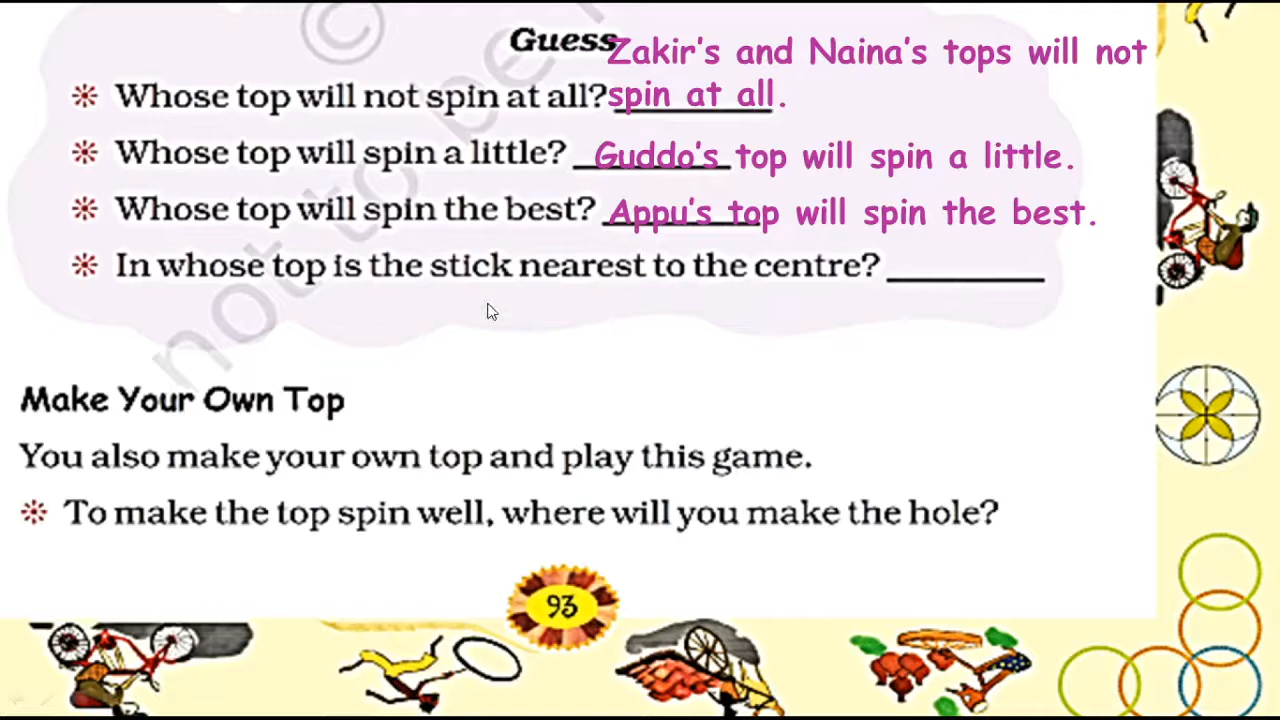 Guess
Zakir's and Naina's tops will not
Whose top will not spin at all? spin at all.
Whose top will spin a little? Guddo's top will spin a little.
Whose top will spin the best? Appu's top will spin the best.
In whose top is the stick nearest to the centre?
not to be r
©
Make Your Own Top
You also make your own top and play this game.
To make the top spin well, where will you make the hole?
93